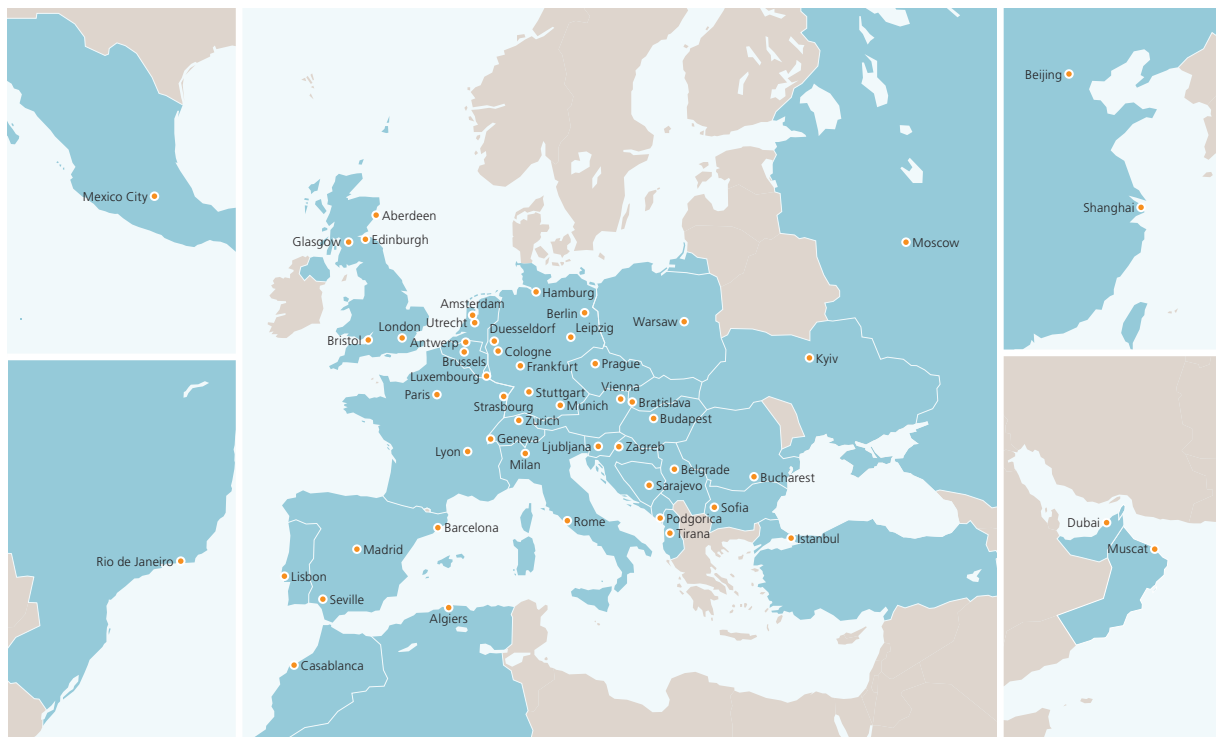 Mexico City
Rio de Janeiro
Aberdeen
Glasgow
Edinburgh
Moscow
Hamburg
Amsterdam
Berlin
Utrecht
Warsaw
London
Duesseldorf
Leipzig
Bristol
Antwerp
Cologne
Brussels
Kyiv
Frankfurt
Prague
Luxembourg
Vienna
Paris
Stuttgart
Strasbourg
Munich
Bratislava
Zurich
Budapest
Geneva
Ljubljana
Zagreb
Lyon
Milan
Belgrade
Bucharest
Sarajevo
Sofia
Podgorica
Rome
Barcelona
Tirana
Istanbul
Madrid
Lisbon
Seville
Algiers
Casablanca
Beijing
Shanghai
Dubai
Muscat